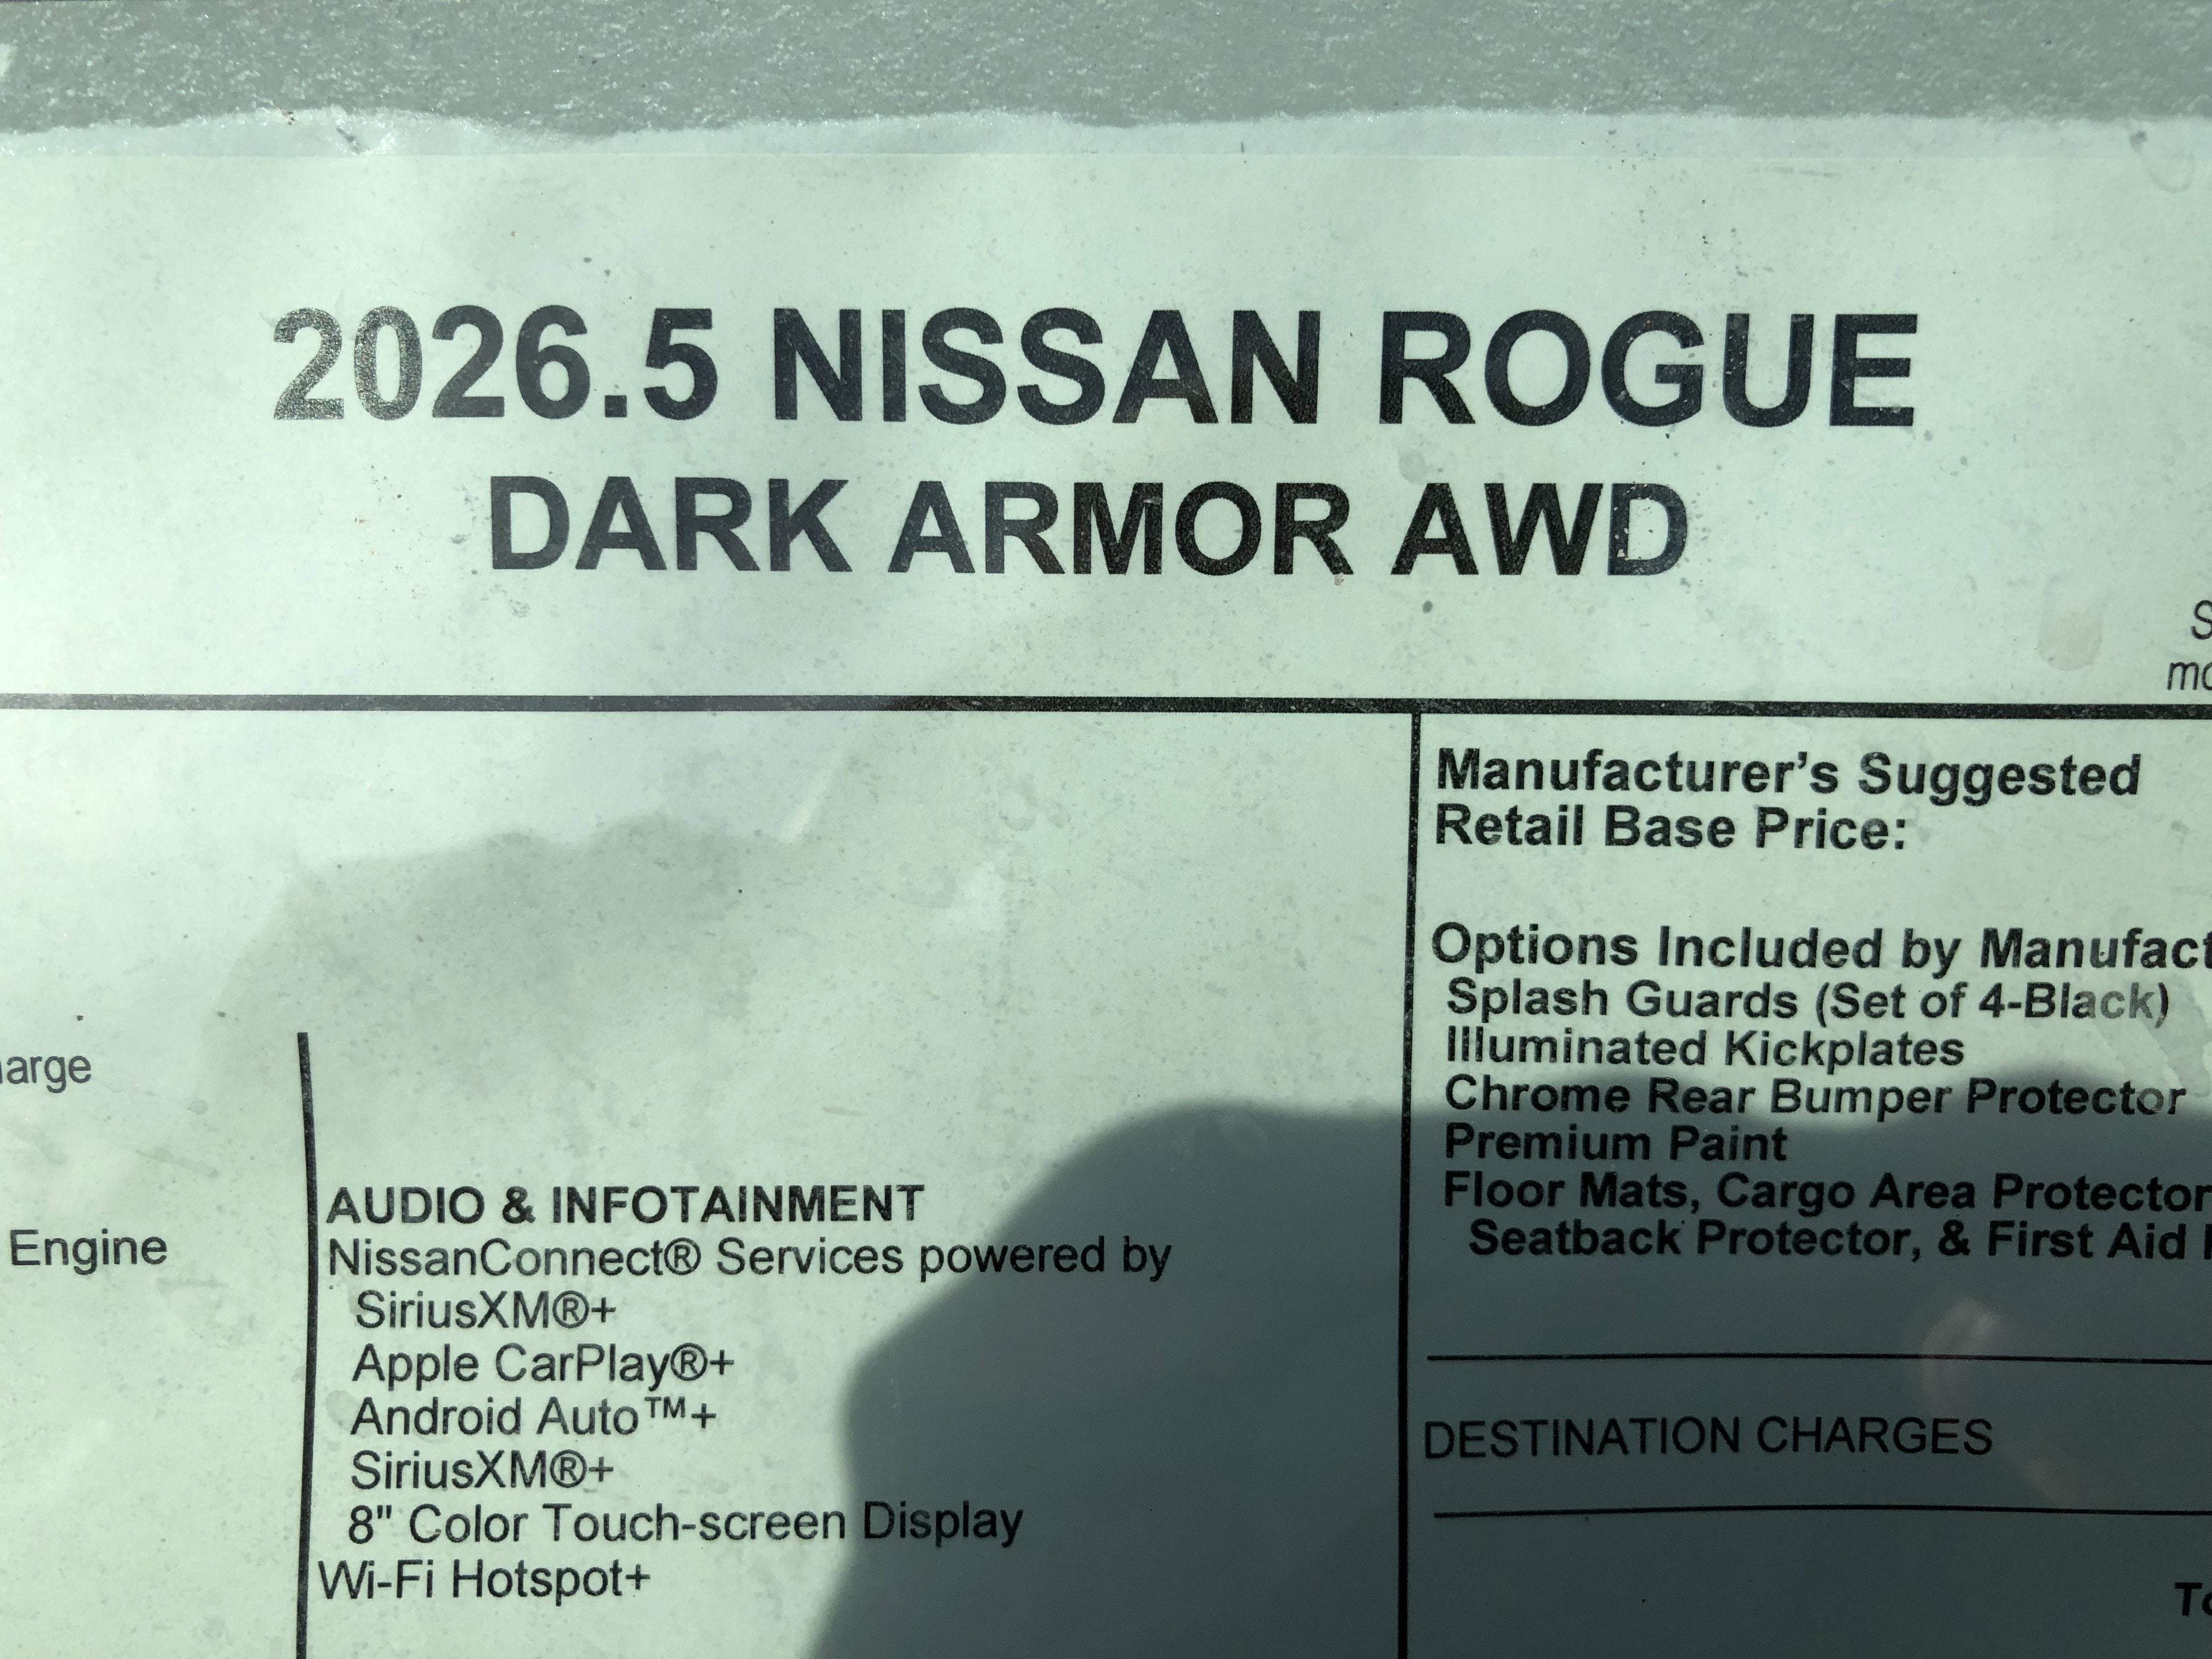 2026.5 NISSAN ROGUE
DARK ARMOR AWD
Manufacturer's Suggested
Retail Base Price:
Options Included by
Splash Guards (Set of 4-Black)
Illuminated Kickplates
Chrome Rear Bumper Protector
Premium Paint
Floor Mats, Cargo Area Protector
Seatback Protector, & First Aid
DESTINATION CHARGES
Engine
AUDIO & INFOTAINMENT
NissanConnect® Services powered by
SiriusXM®+
Apple CarPlay®+
Android Auto™+
SiriusXM®+
8" Color Touch-screen Display
Wi-Fi Hotspot+